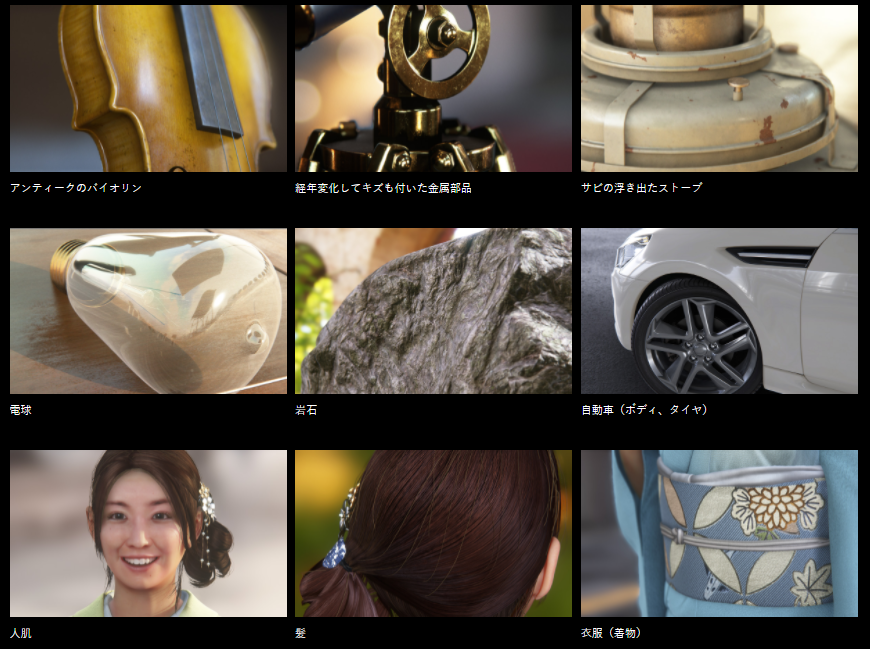 アンティークのバイオリン
経年変化してキズも付いた金属部品
サビの浮き出たストーブ
電球
岩石
自動車（ボディ、タイヤ）
人肌
髪
衣服（着物）